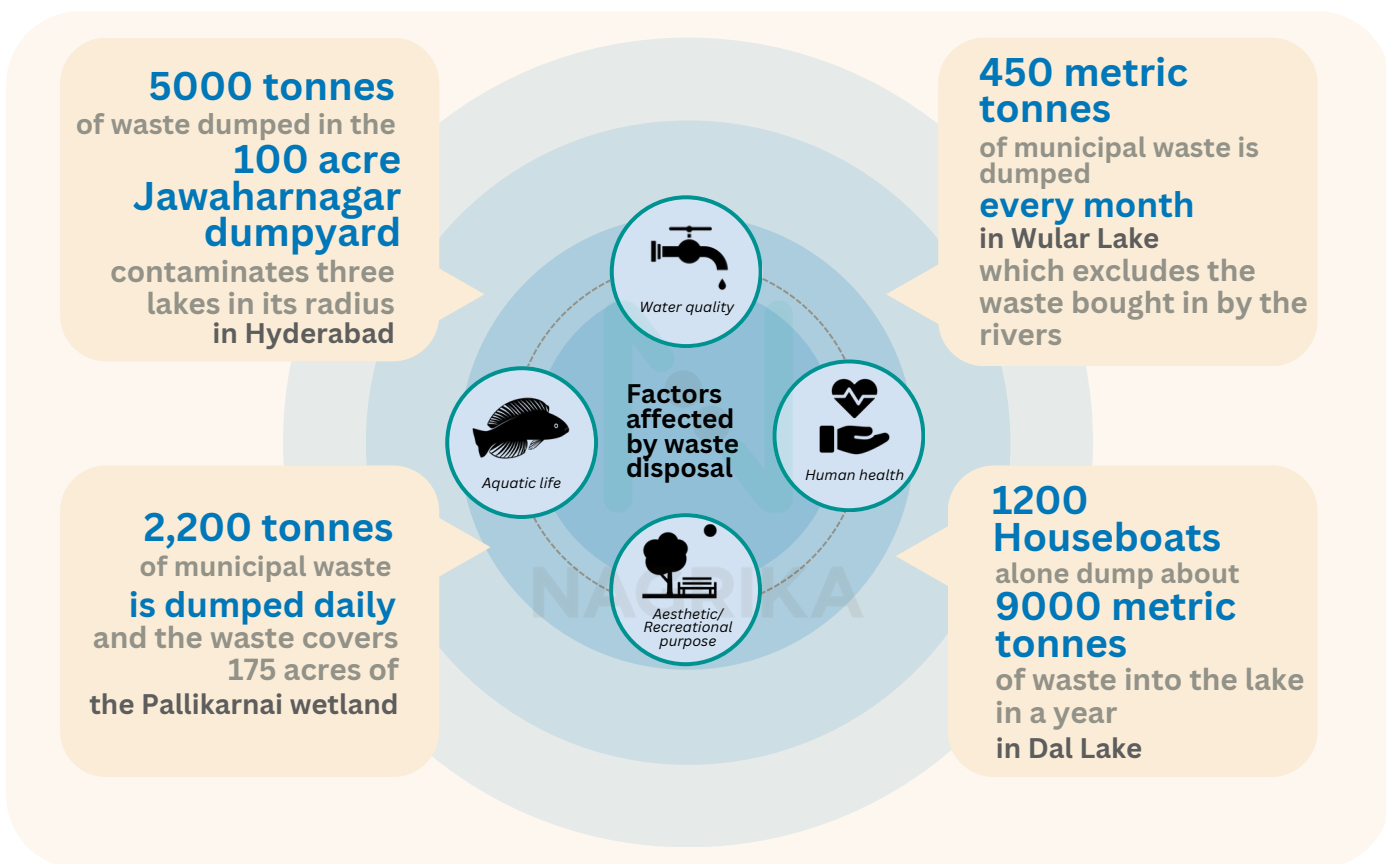 5000 tonnes
of waste dumped in the
100 acre
Jawaharnagar
dumpyard
contaminates three
lakes in its radius
in Hyderabad
450 metric
tonnes
of municipal waste is
dumped
every month
in Wular Lake
which excludes the
waste bought in by the
rivers
Water quality
Factors
affected
by waste
disposal
Aquatic life
Human health
Aesthetic/
Recreational
purpose
NAGRIKA
2,200 tonnes
of municipal waste
is dumped daily
and the waste covers
175 acres of
the Pallikarnai wetland
1200
Houseboats
alone dump about
9000 metric
tonnes
of waste into the lake
in a year
in Dal Lake